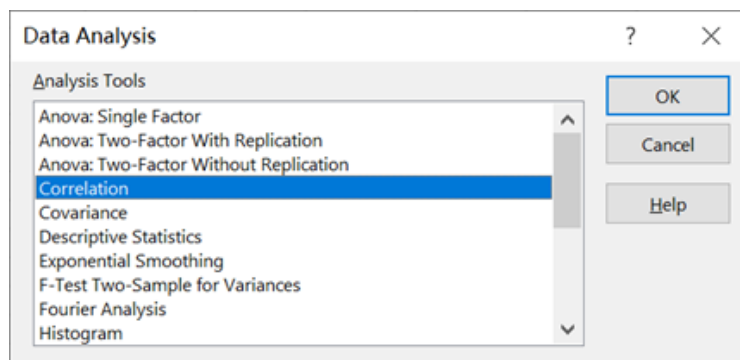 Data Analysis
?
Analysis Tools
Anova: Single Factor
Anova: Two-Factor With Replication
Anova: Two-Factor Without Replication
Correlation
Covariance
Descriptive Statistics
Exponential Smoothing
F-Test Two-Sample for Variances
Fourier Analysis
Histogram
OK
Cancel
Help